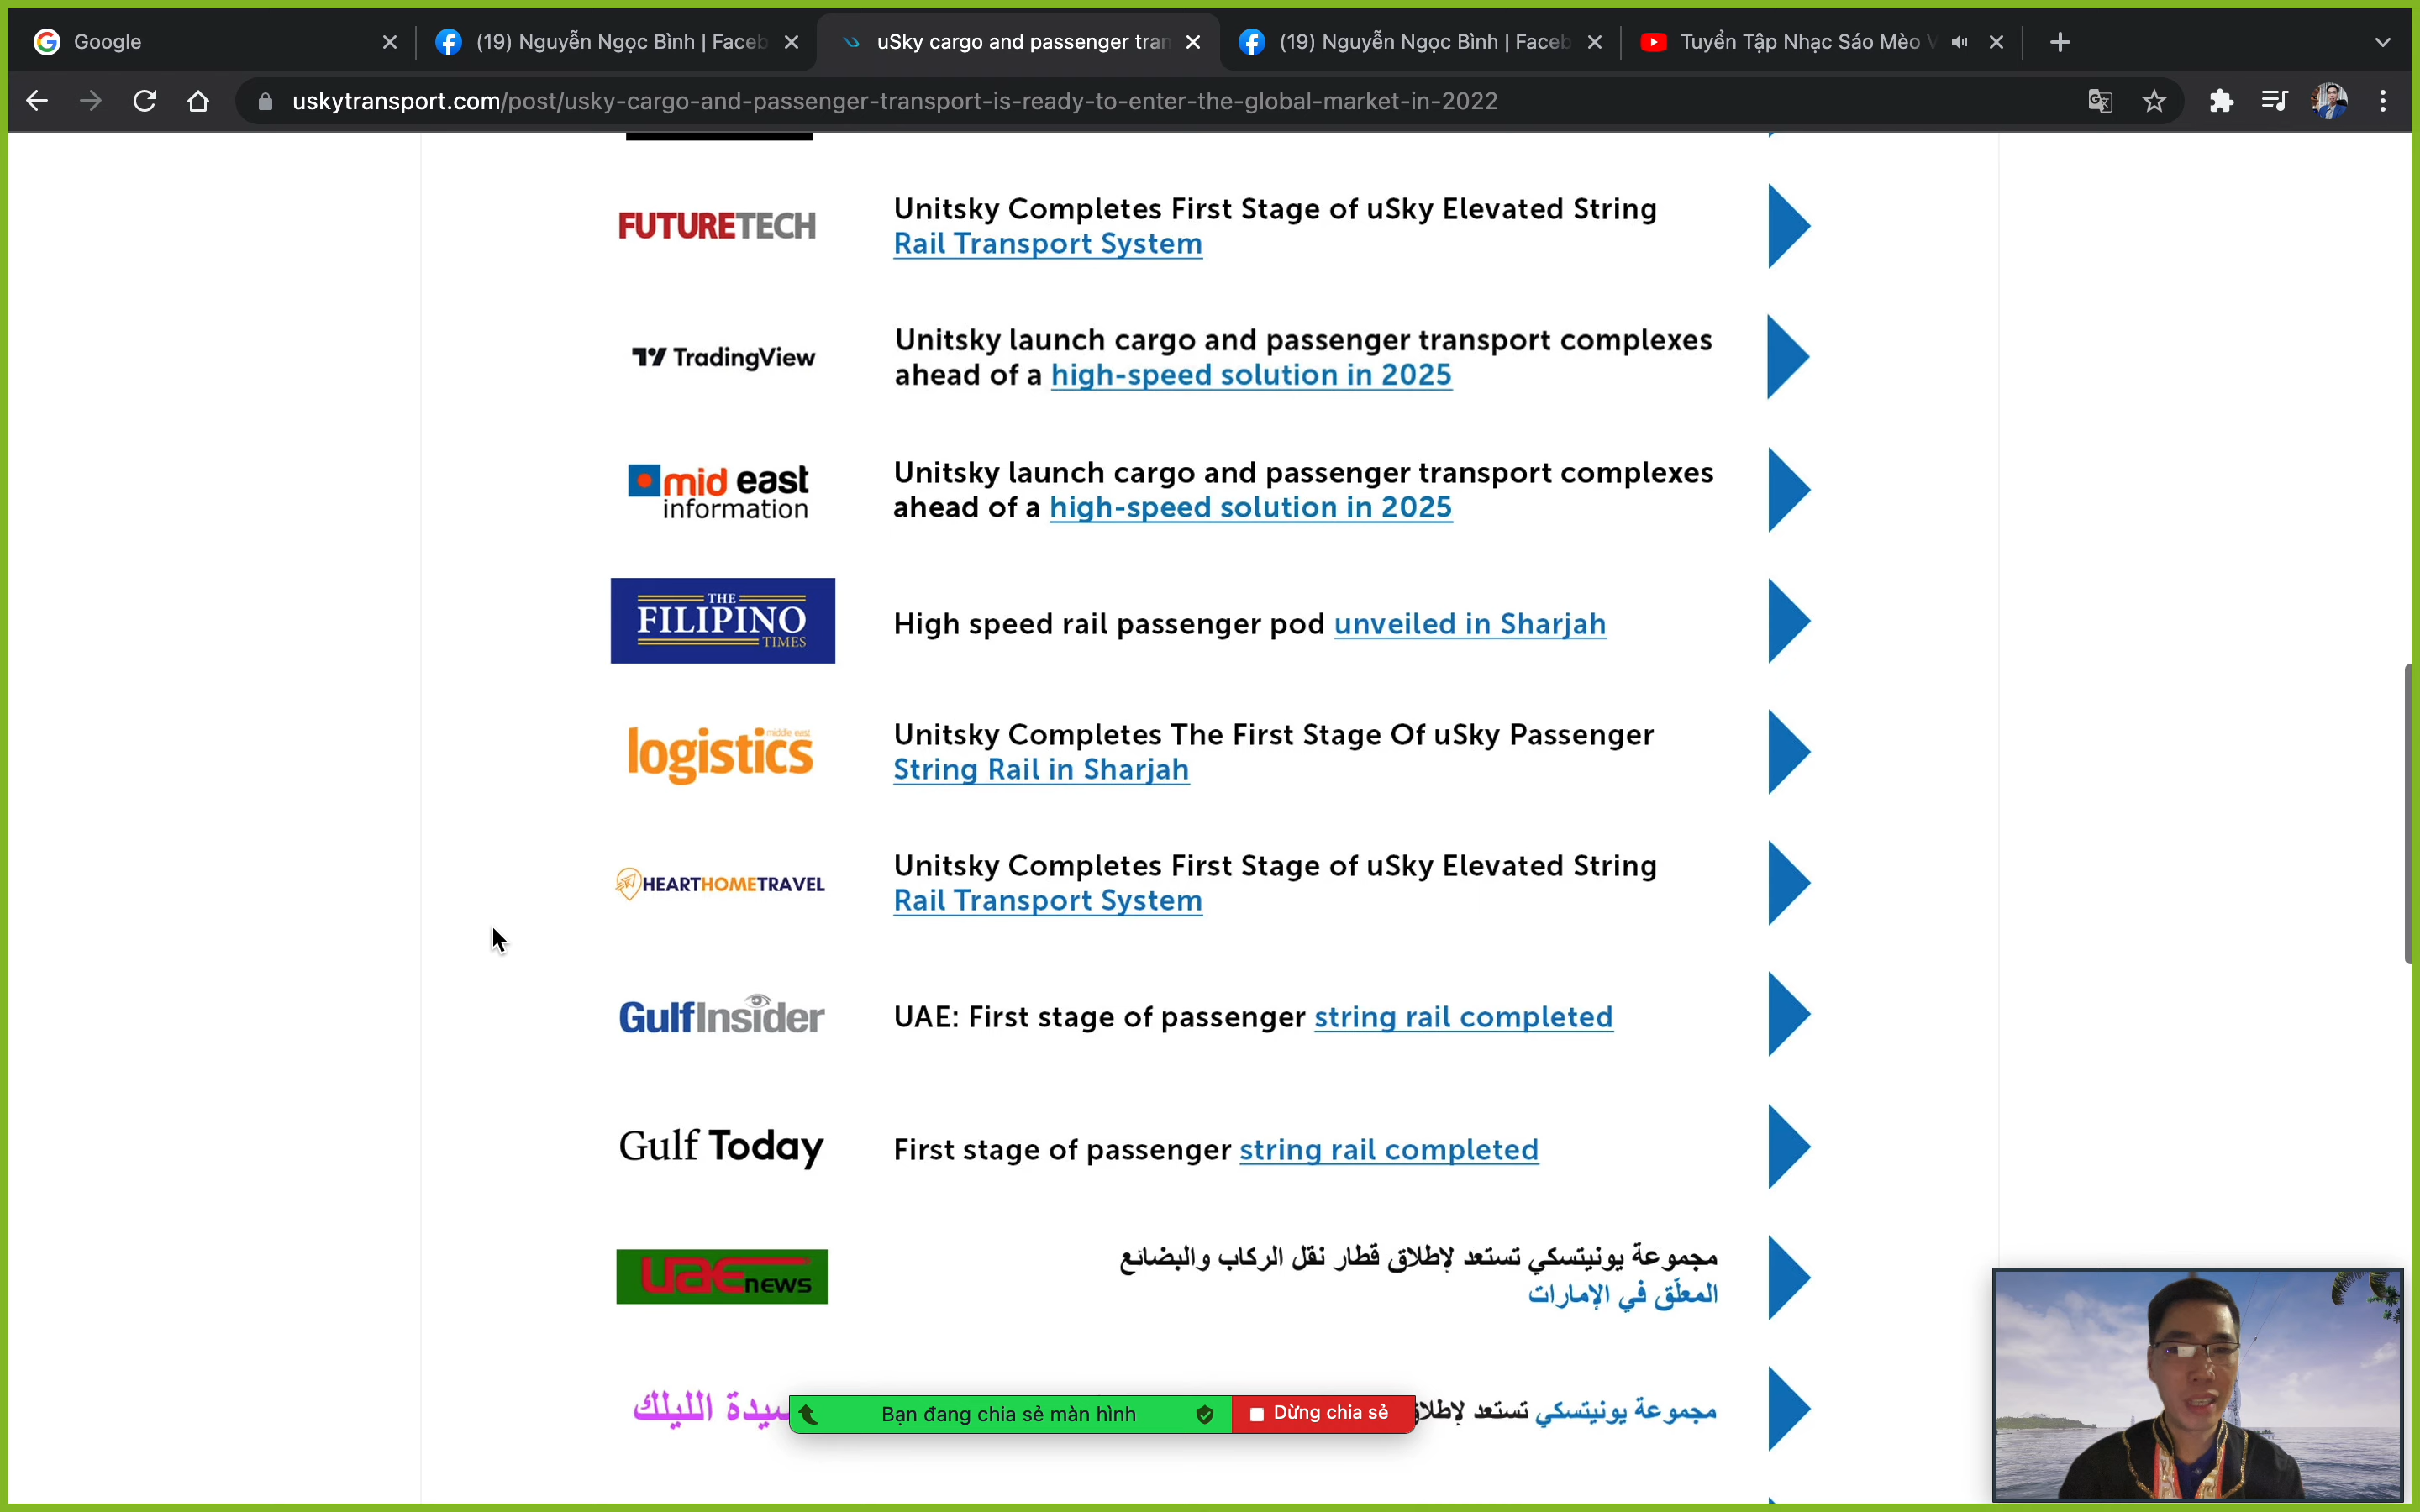 Google
(19) Nguyễn Ngọc Bình | Faceb
uSky cargo and passenger tran
(19) Nguyễn Ngọc Bình | Faceb
Tuyển Tập Nhạc Sáo Mèo V
uskytransport.com/post/usky-cargo-and-passenger-transport-is-ready-to-enter-the-global-market-in-2022
FUTURETECH
Unitsky Completes First Stage of uSky Elevated String
Rail Transport System
TradingView
Unitsky launch cargo and passenger transport complexes
ahead of a high-speed solution in 2025
mid east
information
Unitsky launch cargo and passenger transport complexes
ahead of a high-speed solution in 2025
THE
FILIPINO
TIMES
High speed rail passenger pod unveiled in Sharjah
middle east
logistics
Unitsky Completes The First Stage Of uSky Passenger
String Rail in Sharjah
HEARTHOMETRAVEL
Unitsky Completes First Stage of uSky Elevated String
Rail Transport System
GulfInsider
UAE: First stage of passenger string rail completed
Gulf Today
First stage of passenger string rail completed
UAE NEWS
مجموعة يونيتسكي تستعد لإطلاق قطار نقل الركاب والبضائع
المعلّق في الإمارات
سيدة الليلك
مجموعة يونيتسكي تستعد لإطلاق
Bạn đang chia sẻ màn hình
Dừng chia sẻ